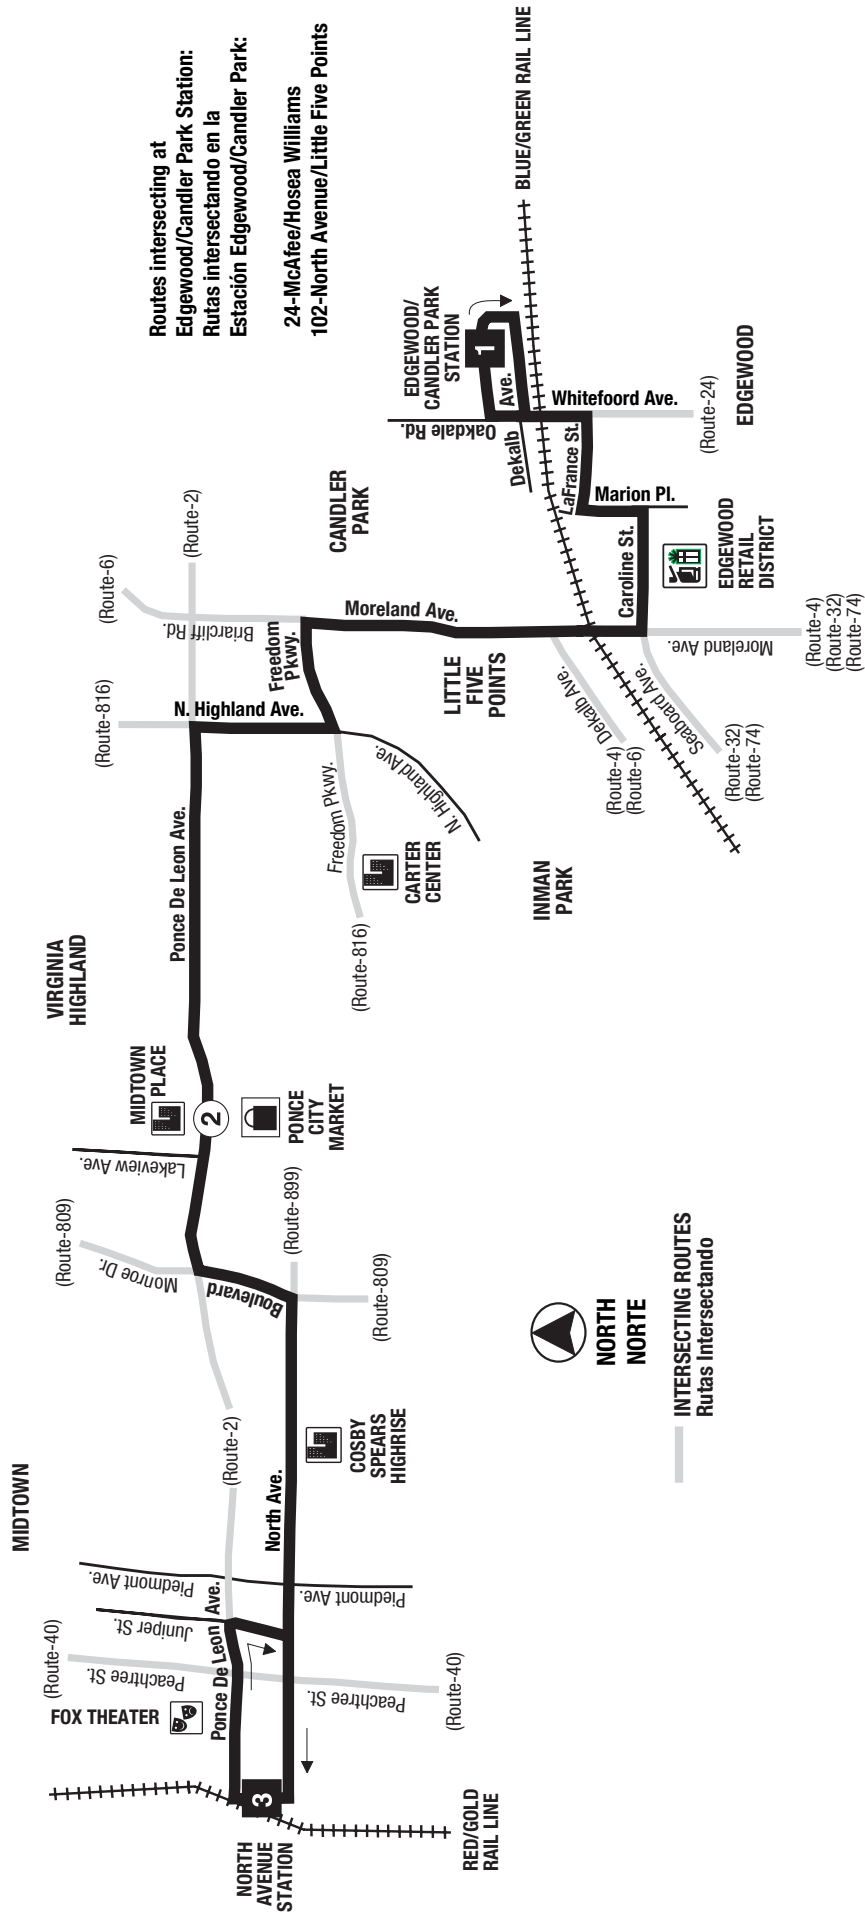 Routes intersecting at
Edgewood/Candler Park Station:
Rutas intersectando en la
Estación Edgewood/Candler Park:
24-McAfee/Hosea Williams
102-North Avenue/Little Five Points
MIDTOWN
VIRGINIA
HIGHLAND
(Route-40)
Peachtree St.
FOX THEATER
Juniper St.
Piedmont Ave.
Ponce De Leon Ave.
3
NORTH
AVENUE
STATION
RED/GOLD
RAIL LINE
Peachtree St.
(Route-40)
Piedmont Ave.
North Ave.
(Route-2)
COSBY
SPEARS
HIGHRISE
(Route-809)
Monroe Dr.
Boulevard
(Route-899)
(Route-809)
Lakeview Ave.
MIDTOWN
PLACE
2
PONCE
CITY
MARKET
Ponce De Leon Ave.
(Route-816)
N. Highland Ave.
(Route-6)
Briarcliff Rd.
(Route-2)
Freedom
Pkwy.
Freedom Pkwy.
(Route-816)
N. Highland Ave.
CARTER
CENTER
INMAN
PARK
CANDLER
PARK
Moreland Ave.
LITTLE
FIVE
POINTS
Dekalb Ave.
(Route-4)
(Route-6)
Seaboard Ave.
(Route-32)
(Route-74)
Moreland Ave.
(Route-4)
(Route-32)
(Route-74)
Caroline St.
EDGEWOOD
RETAIL
DISTRICT
Marion Pl.
LaFrance St.
Whitefoord Ave.
(Route-24)
EDGEWOOD
Oakdale Rd.
Dekalb
Ave.
EDGEWOOD/
CANDLER PARK
STATION
1
BLUE/GREEN RAIL LINE
NORTH
NORTE
INTERSECTING ROUTES
Rutas Intersectando